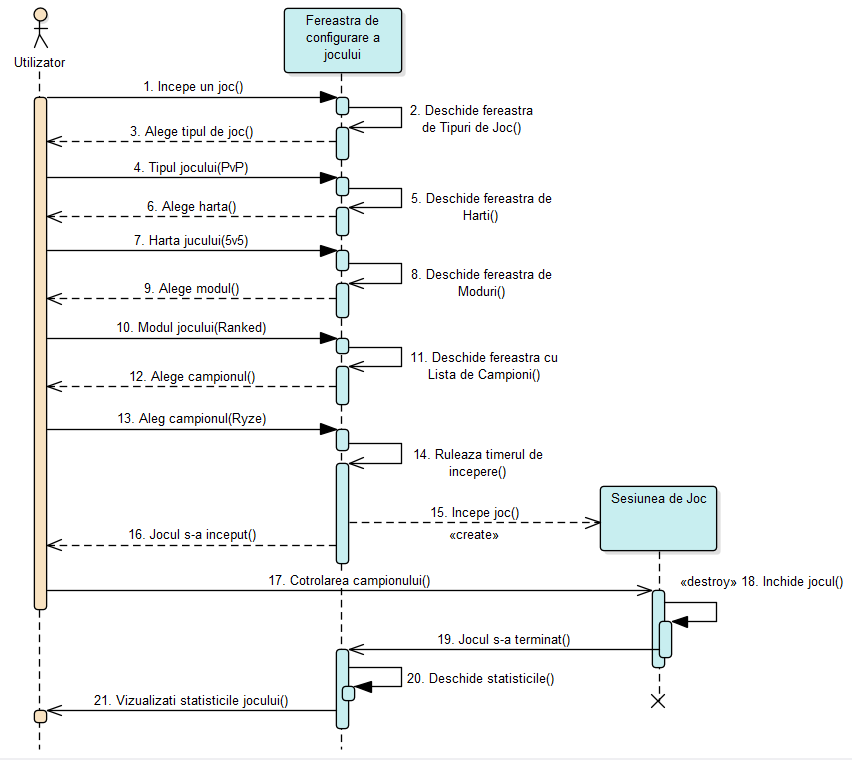 Utilizator
Fereastra de
configurare a
jocului
1. Incepe un joc()
2. Deschide fereastra
de Tipuri de Joc()
3. Alege tipul de joc()
4. Tipul jocului(PvP)
5. Deschide fereastra de
Harti()
6. Alege harta()
7. Harta jucului(5v5)
8. Deschide fereastra de
Moduri()
9. Alege modul()
10. Modul jocului(Ranked)
11. Deschide fereastra cu
Lista de Campioni()
12. Alege campionul()
13. Aleg campionul(Ryze)
14. Ruleaza timerul de
incepere()
Sesiunea de Joc
15. Incepe joc()
«create»
16. Jocul s-a inceput()
17. Cotrolarea campionului()
«destroy» 18. Inchide jocul()
19. Jocul s-a terminat()
20. Deschide statisticile()
21. Vizualizati statisticile jocului()